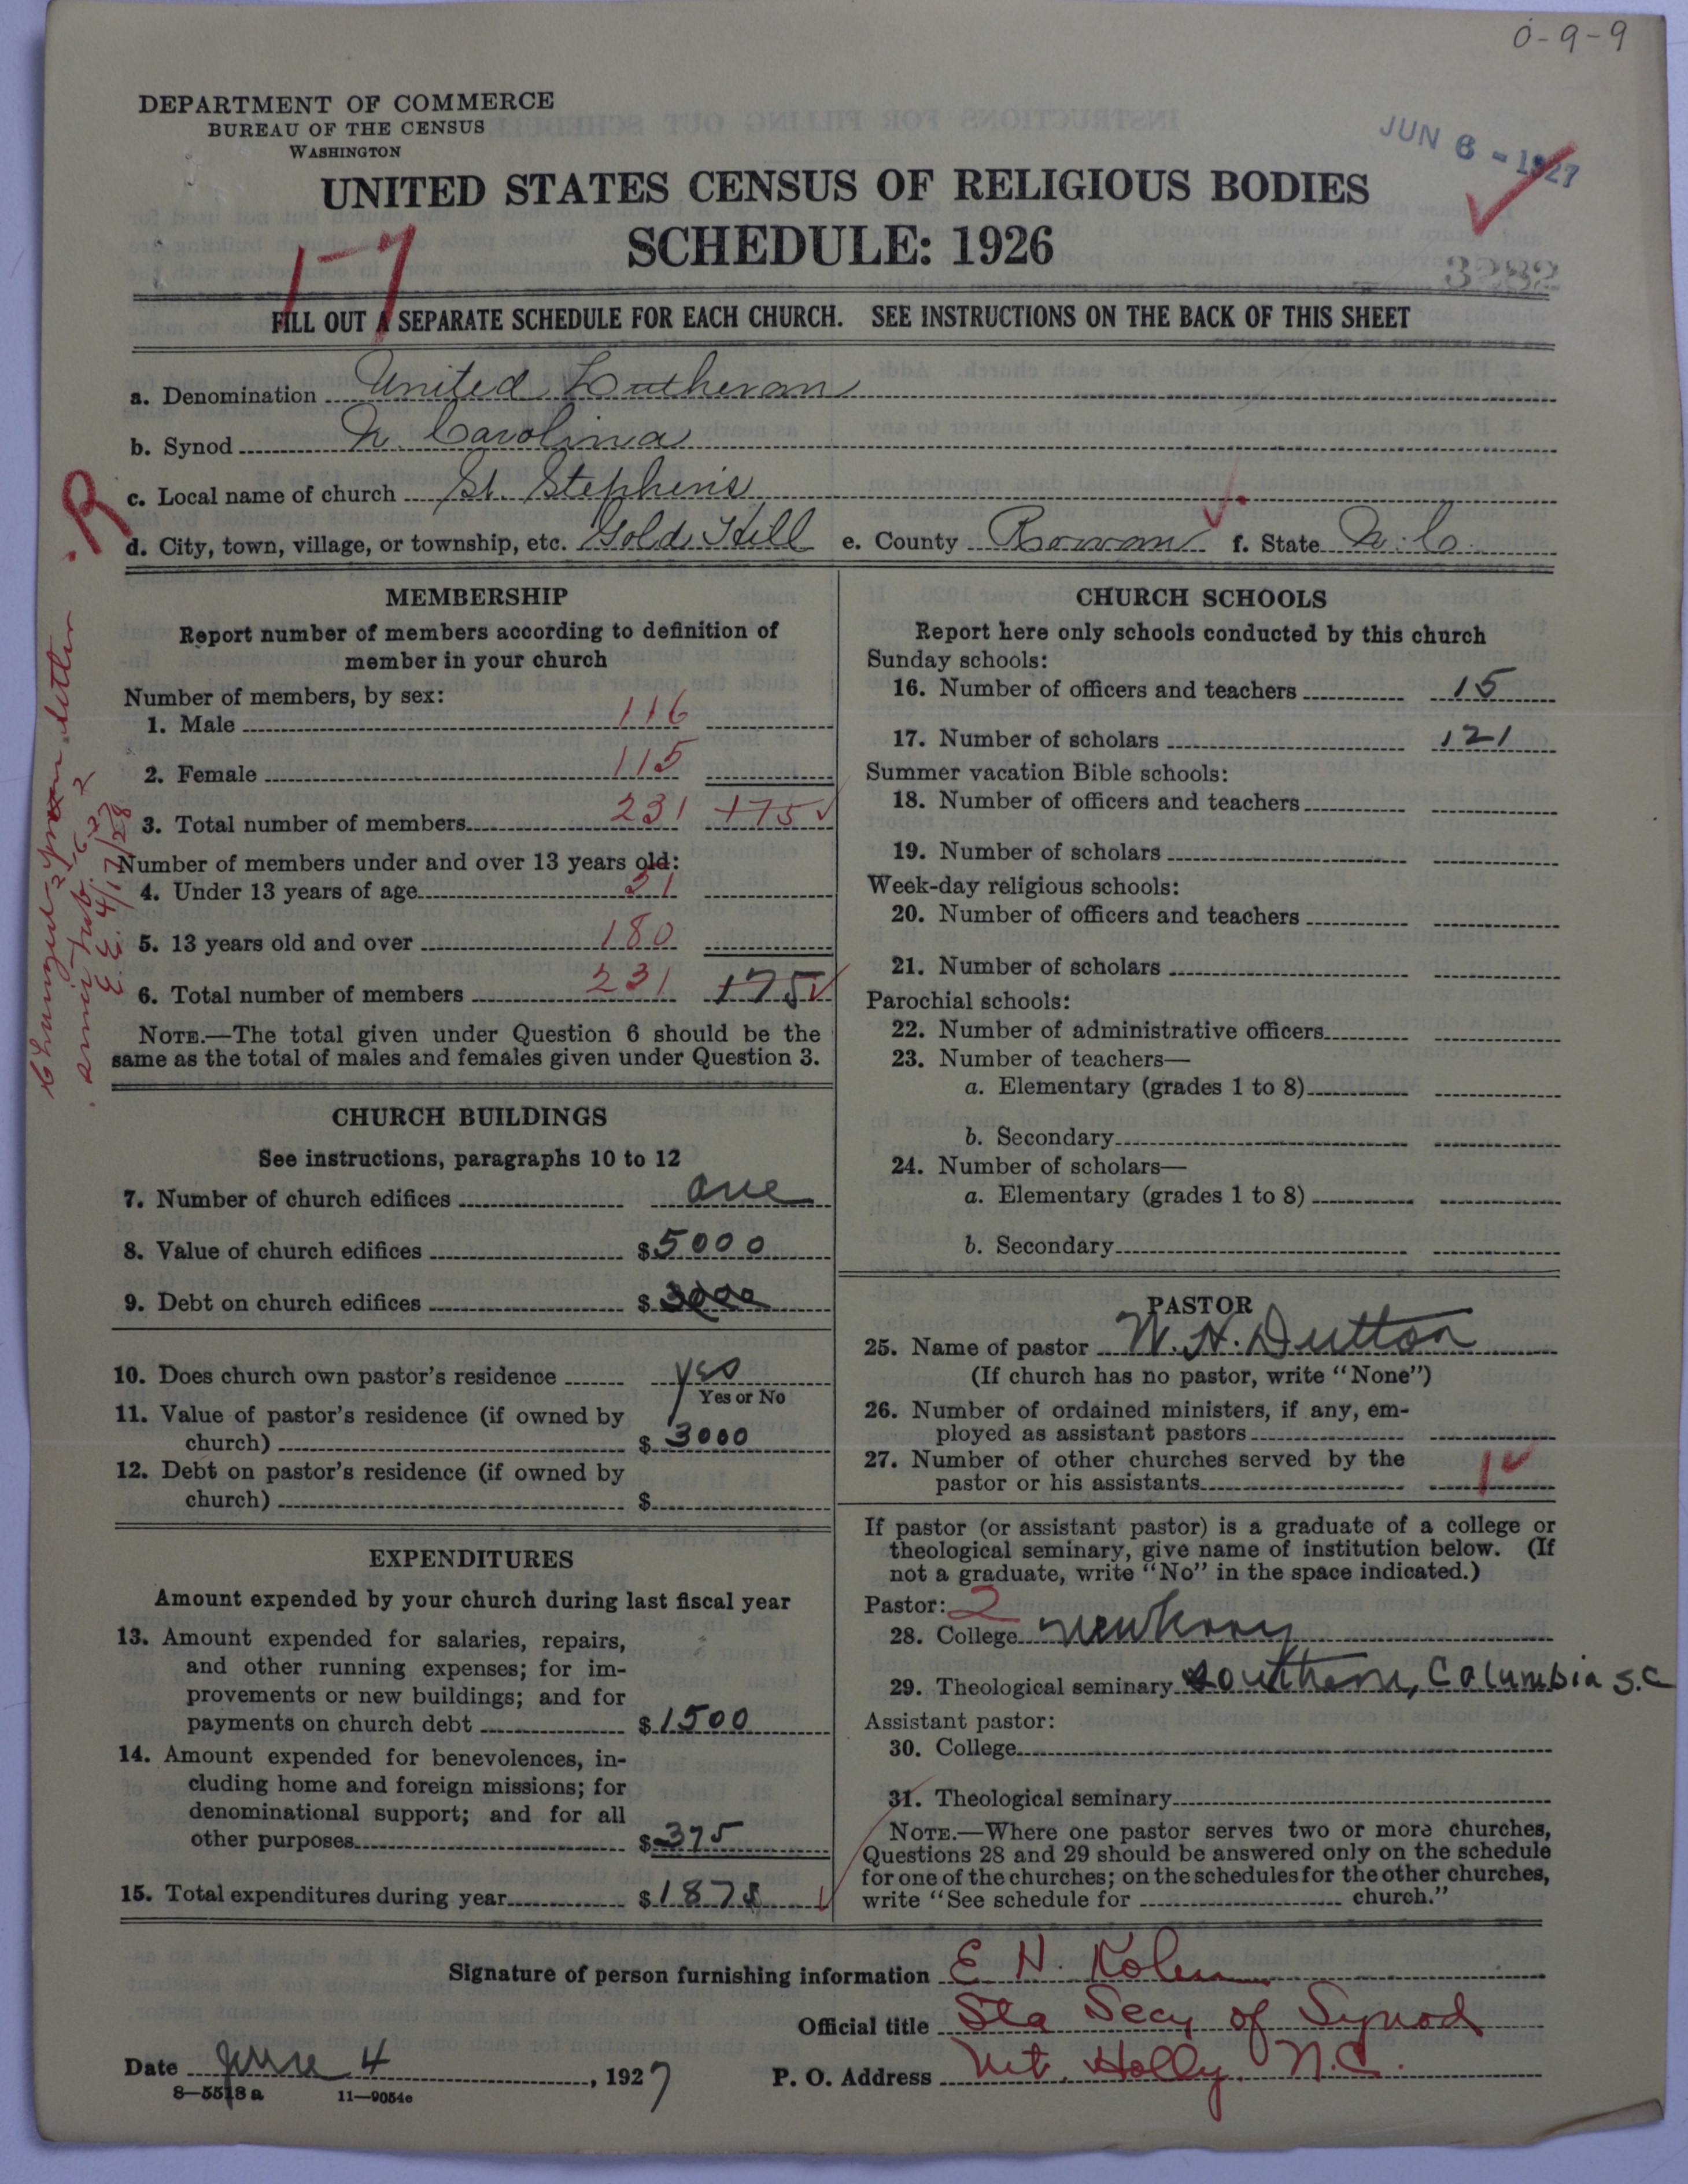 0-9-9
DEPARTMENT OF COMMERCE
BUREAU OF THE CENSUS
WASHINGTON
JUN 6 - 1927
UNITED STATES CENSUS OF RELIGIOUS BODIES
SCHEDULE: 1926
1-7
3282
FILL OUT A SEPARATE SCHEDULE FOR EACH CHURCH. SEE INSTRUCTIONS ON THE BACK OF THIS SHEET
a. Denomination United Lutheran
b. Synod N. Carolina
c. Local name of church St. Stephens
R
d. City, town, village, or township, etc. Gold Hill e. County Rowan f. State N.C.
MEMBERSHIP
Report number of members according to definition of
member in your church
Number of members, by sex:
1. Male 116
2. Female 115
3. Total number of members 231 175
Number of members under and over 13 years old:
4. Under 13 years of age 51
5. 13 years old and over 180
6. Total number of members 231 175
NOTE.—The total given under Question 6 should be the
same as the total of males and females given under Question 3.
Changed from letter
E.E. 4/17/28
CHURCH BUILDINGS
See instructions, paragraphs 10 to 12
7. Number of church edifices one
8. Value of church edifices $ 5000
9. Debt on church edifices $ 3000
10. Does church own pastor's residence yes
Yes or No
11. Value of pastor's residence (if owned by
church) $ 3000
12. Debt on pastor's residence (if owned by
church) $
EXPENDITURES
Amount expended by your church during last fiscal year
13. Amount expended for salaries, repairs,
and other running expenses; for im-
provements or new buildings; and for
payments on church debt $ 1500
14. Amount expended for benevolences, in-
cluding home and foreign missions; for
denominational support; and for all
other purposes $ 375
15. Total expenditures during year $ 1875
CHURCH SCHOOLS
Report here only schools conducted by this church
Sunday schools:
16. Number of officers and teachers 15
17. Number of scholars 121
Summer vacation Bible schools:
18. Number of officers and teachers
19. Number of scholars
Week-day religious schools:
20. Number of officers and teachers
21. Number of scholars
Parochial schools:
22. Number of administrative officers
23. Number of teachers—
a. Elementary (grades 1 to 8)
b. Secondary
24. Number of scholars—
a. Elementary (grades 1 to 8)
b. Secondary
PASTOR
25. Name of pastor W. H. Dutton
(If church has no pastor, write "None")
26. Number of ordained ministers, if any, em-
ployed as assistant pastors
27. Number of other churches served by the
pastor or his assistants 1
If pastor (or assistant pastor) is a graduate of a college or
theological seminary, give name of institution below. (If
not a graduate, write "No" in the space indicated.)
Pastor: 2
28. College Newberry
29. Theological seminary Southern, Columbia S.C
Assistant pastor:
30. College
31. Theological seminary
NOTE.—Where one pastor serves two or more churches,
Questions 28 and 29 should be answered only on the schedule
for one of the churches; on the schedules for the other churches,
write "See schedule for church."
Signature of person furnishing information E H. Kohn
Official title Sta Secy of Synod
Date June 4, 1927 P. O. Address Mt. Holly, N.C.
8—5518 a 11—9054e